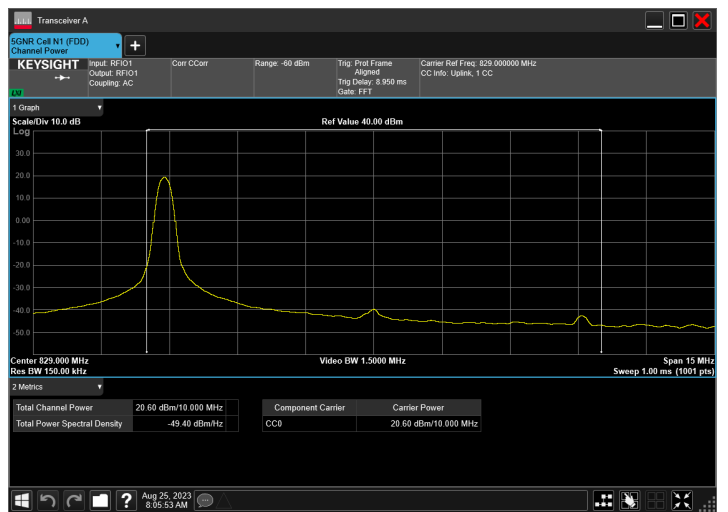 Transceiver A
5GNR Cell N1 (FDD)
Channel Power
KEYSIGHT
LXI
Input: RFIO1
Output: RFIO1
Coupling: AC
Corr CCorr
Range: -60 dBm
Trig: Prot Frame
Aligned
Trig Delay: 8.950 ms
Gate: FFT
Carrier Ref Freq: 829.000000 MHz
CC Info: Uplink, 1 CC
1 Graph
Scale/Div 10.0 dB
Ref Value 40.00 dBm
Log
30.0
20.0
10.0
0.00
-10.0
-20.0
-30.0
-40.0
-50.0
Center 829.000 MHz
Video BW 1.5000 MHz
Span 15 MHz
Res BW 150.00 kHz
Sweep 1.00 ms (1001 pts)
2 Metrics
Total Channel Power 20.60 dBm/10.000 MHz
Total Power Spectral Density -49.40 dBm/Hz
Component Carrier Carrier Power
CC0 20.60 dBm/10.000 MHz
?
Aug 25, 2023
8:05:53 AM